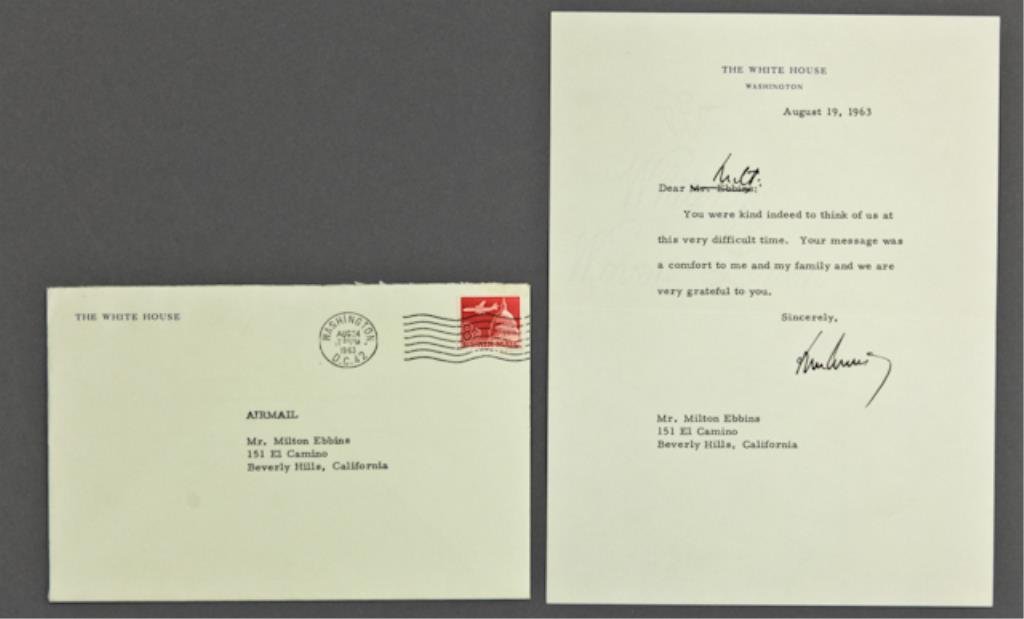 THE WHITE HOUSE
WASHINGTON
August 19, 1963
Milt:
Dear Mr. Ebbins:
You were kind indeed to think of us at
this very difficult time. Your message was
a comfort to me and my family and we are
very grateful to you.
Sincerely,
Mr. Milton Ebbins
151 El Camino
Beverly Hills, California
THE WHITE HOUSE
WASHINGTON,
AUG 24
1963
D.C. 42
AIR MAIL
AIRMAIL
Mr. Milton Ebbins
151 El Camino
Beverly Hills, California